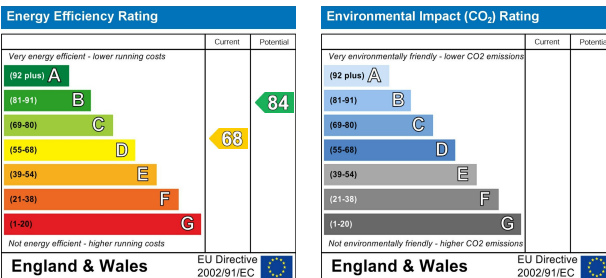 Energy Efficiency Rating
Current Potential
Very energy efficient - lower running costs
(92 plus) A
(81-91) B
84
(69-80) C
68
(55-68) D
(39-54) E
(21-38) F
(1-20) G
Not energy efficient - higher running costs
England & Wales
EU Directive
2002/91/EC
Environmental Impact (CO₂) Rating
Current Potentia
Very environmentally friendly - lower CO2 emissions
(92 plus) A
(81-91) B
(69-80) C
(55-68) D
(39-54) E
(21-38) F
(1-20) G
Not environmentally friendly - higher CO2 emissions
England & Wales
EU Directive
2002/91/EC